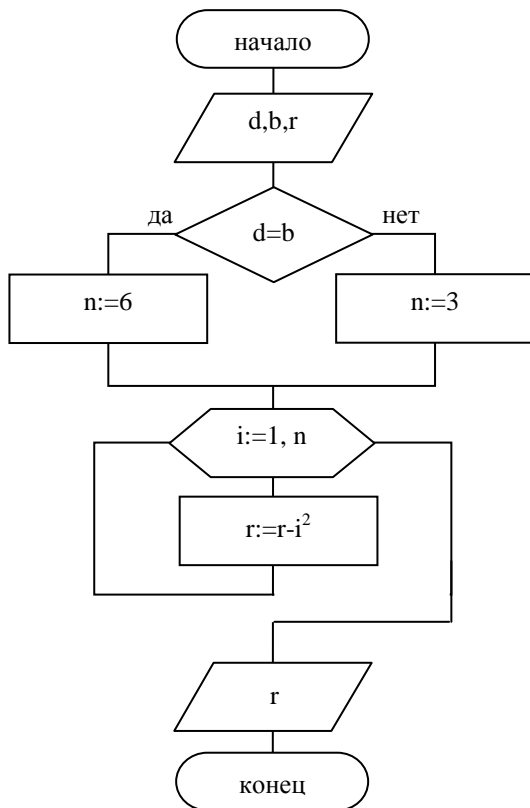 начало
d,b,r
да
нет
d=b
n:=6
n:=3
i:=1, n
r:=r-i²
r
конец